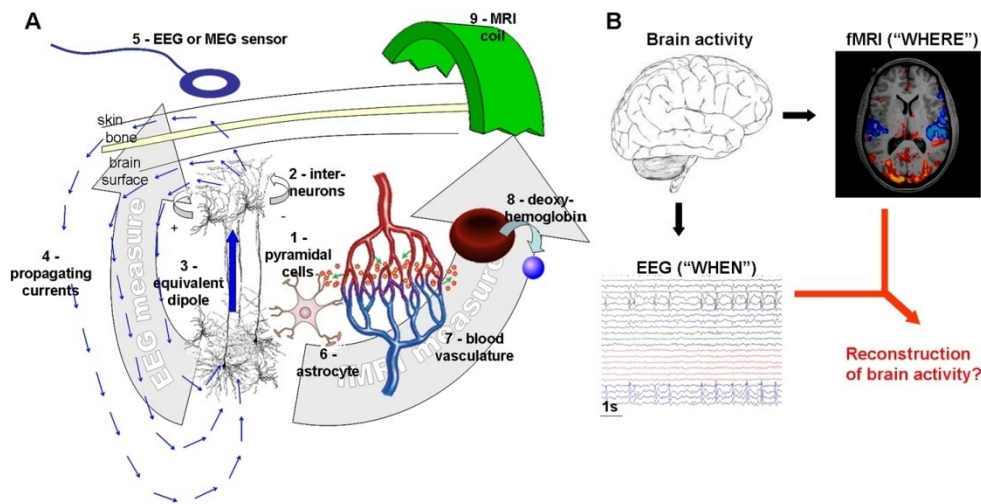 A
5 - EEG or MEG sensor
9 - MRI
coil
skin
bone
brain
surface
2 - inter-
neurons
+
-
1 -
pyramidal
cells
8 - deoxy-
hemoglobin
4 -
propagating
currents
3 -
equivalent
dipole
EEG measure
6 -
astrocyte
7 - blood
vasculature
fMRI measure
B
Brain activity
fMRI (“WHERE”)
EEG (“WHEN”)
1s
Reconstruction
of brain activity?